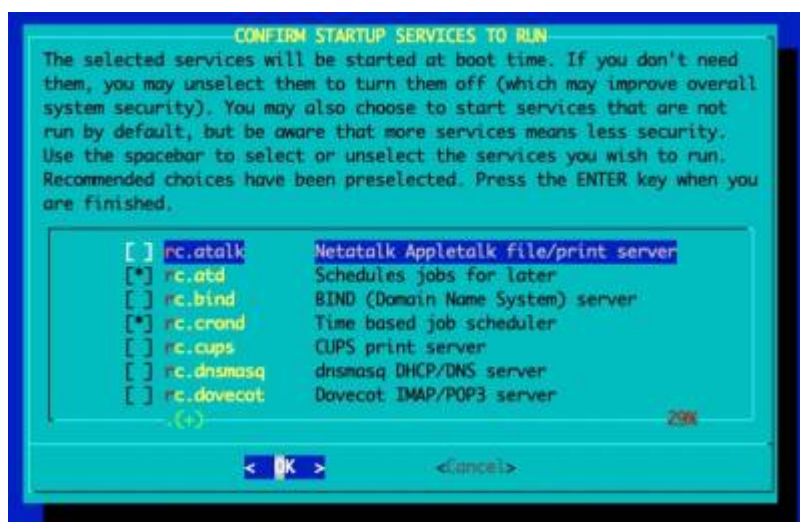 CONFIRM STARTUP SERVICES TO RUN
The selected services will be started at boot time. If you don't need
them, you may unselect them to turn them off (which may improve overall
system security). You may also choose to start services that are not
run by default, but be aware that more services means less security.
Use the spacebar to select or unselect the services you wish to run.
Recommended choices have been preselected. Press the ENTER key when you
are finished.
[ ] rc.atalk Netatalk Appletalk file/print server
[*] rc.atd Schedules jobs for later
[ ] rc.bind BIND (Domain Name System) server
[*] rc.crond Time based job scheduler
[ ] rc.cups CUPS print server
[ ] rc.dnsmasq dnsmasq DHCP/DNS server
[ ] rc.dovecot Dovecot IMAP/POP3 server
.(+) 29%
< OK > <Cancel>